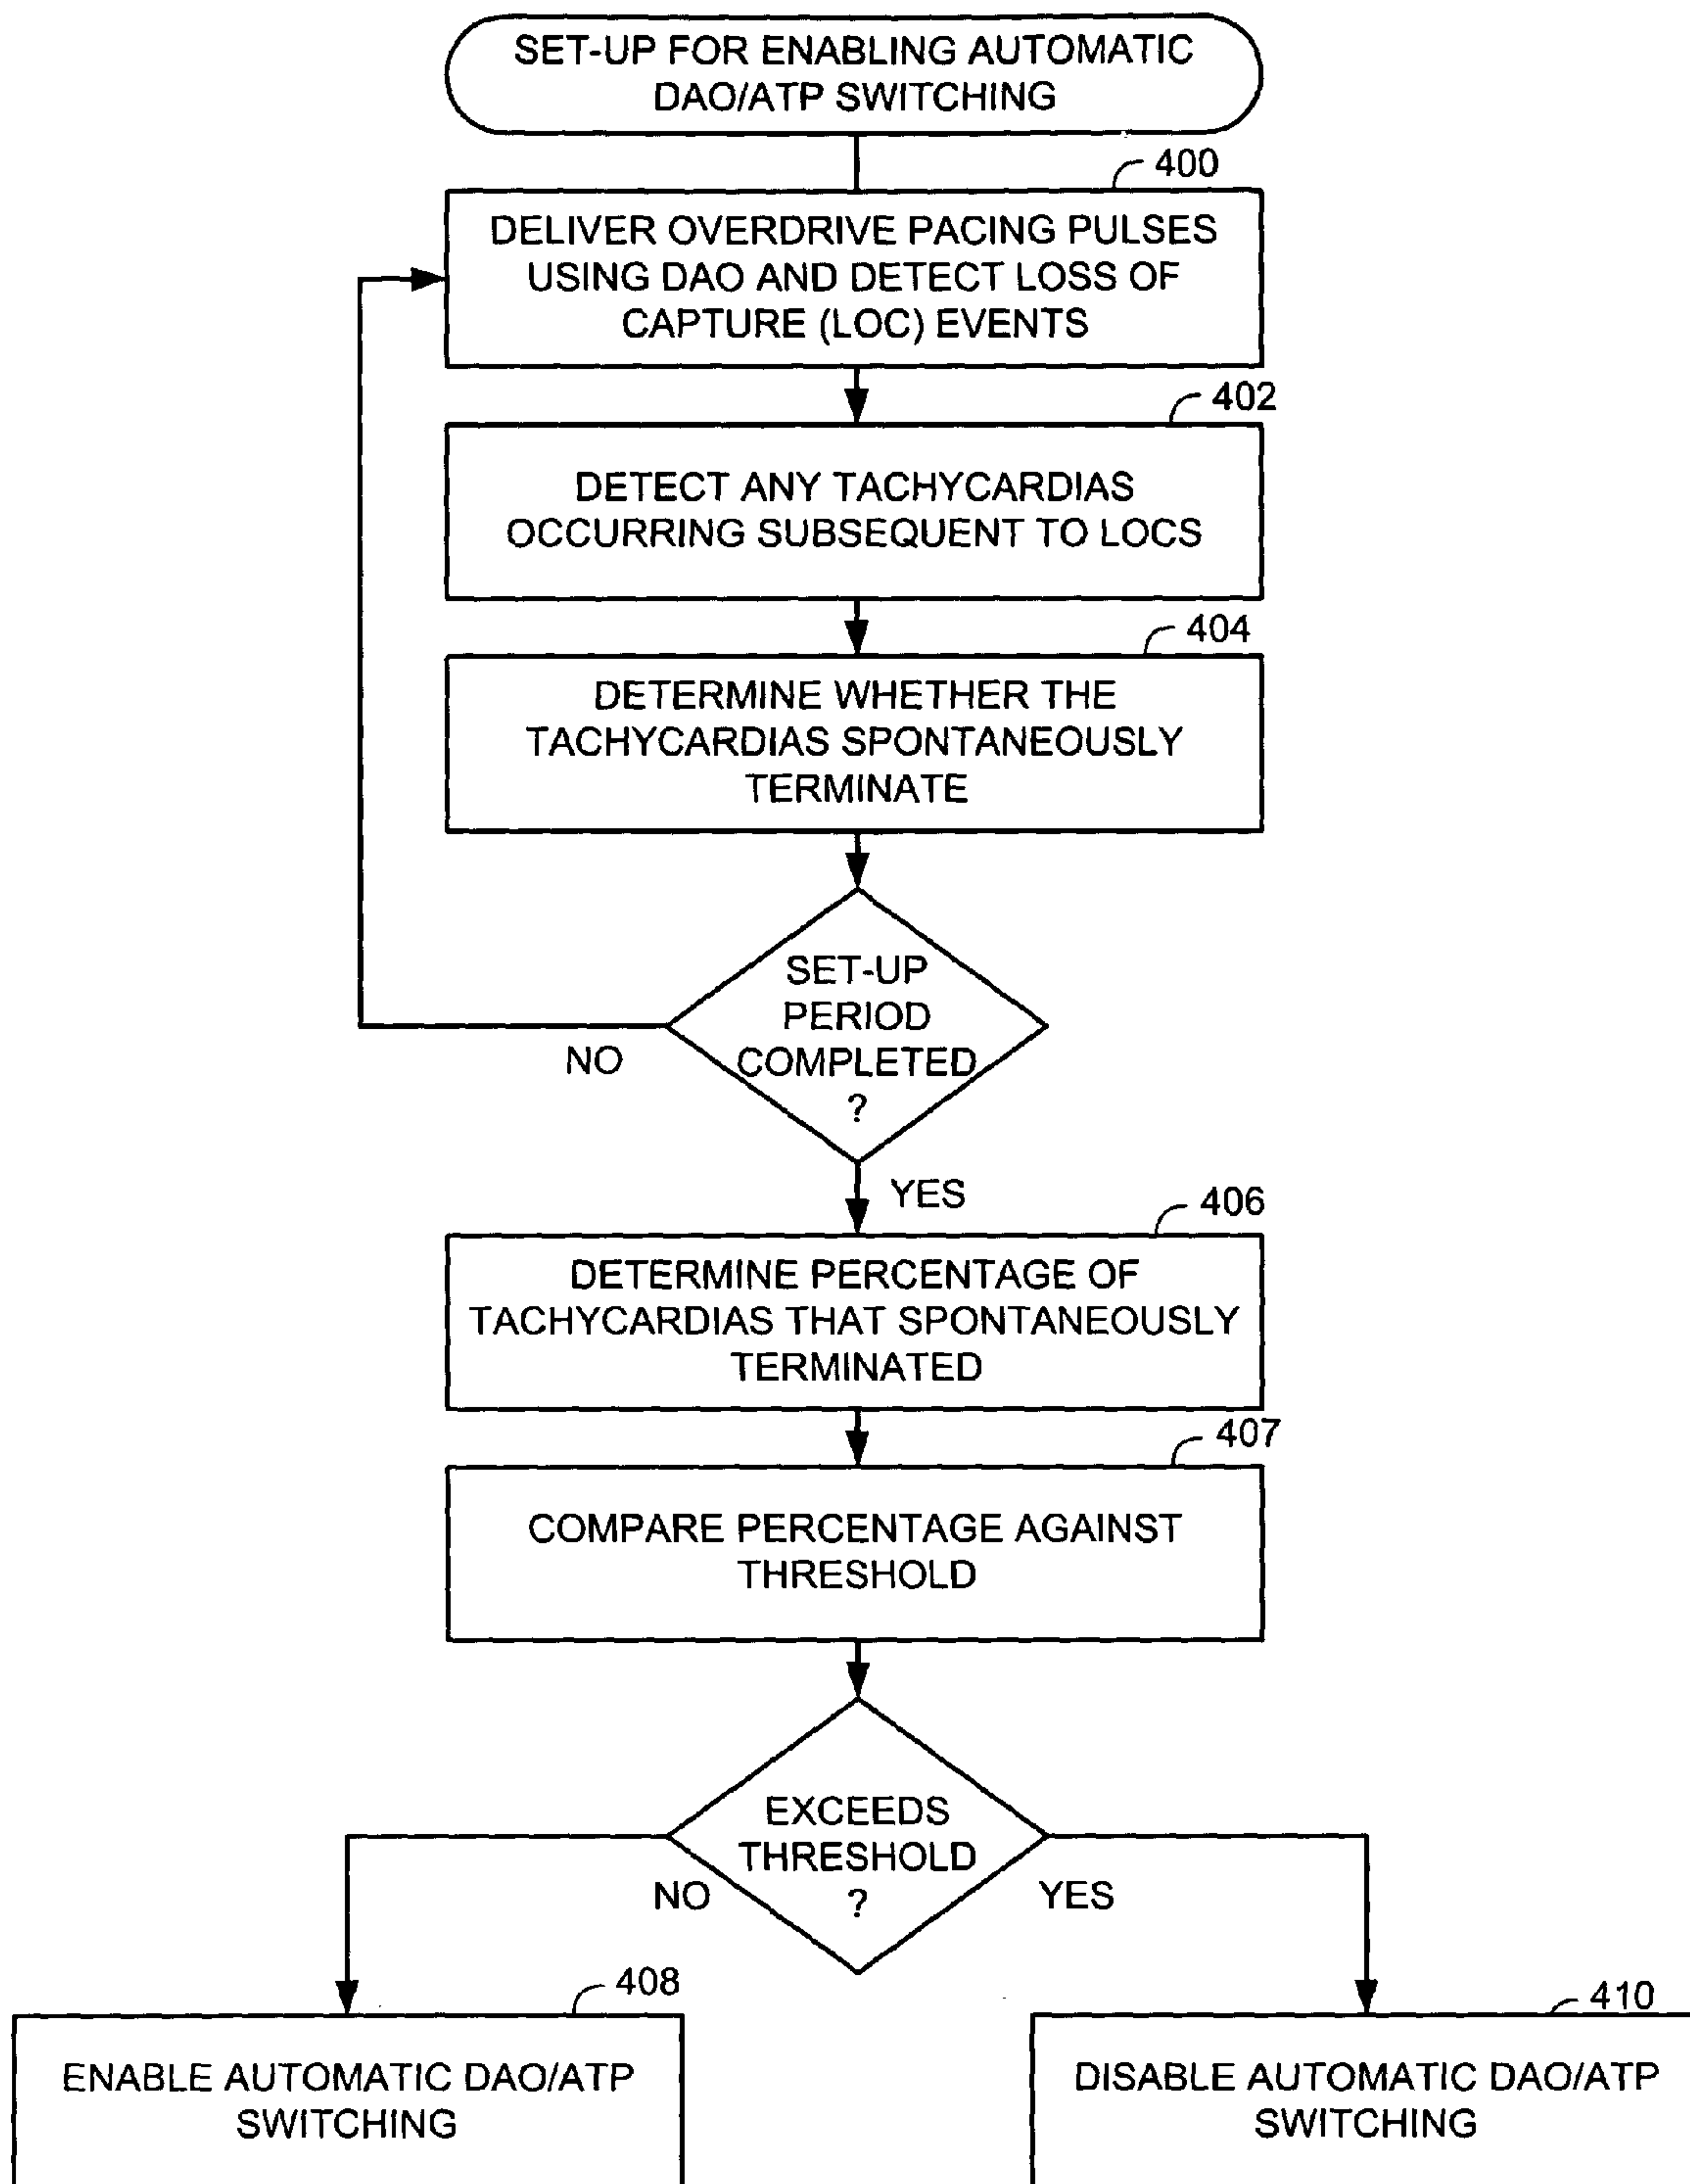 SET-UP FOR ENABLING AUTOMATIC
DAO/ATP SWITCHING
400
DELIVER OVERDRIVE PACING PULSES
USING DAO AND DETECT LOSS OF
CAPTURE (LOC) EVENTS
402
DETECT ANY TACHYCARDIAS
OCCURRING SUBSEQUENT TO LOCS
404
DETERMINE WHETHER THE
TACHYCARDIAS SPONTANEOUSLY
TERMINATE
SET-UP
PERIOD
COMPLETED
?
NO
YES
406
DETERMINE PERCENTAGE OF
TACHYCARDIAS THAT SPONTANEOUSLY
TERMINATED
407
COMPARE PERCENTAGE AGAINST
THRESHOLD
EXCEEDS
THRESHOLD
?
NO
YES
408
ENABLE AUTOMATIC DAO/ATP
SWITCHING
410
DISABLE AUTOMATIC DAO/ATP
SWITCHING